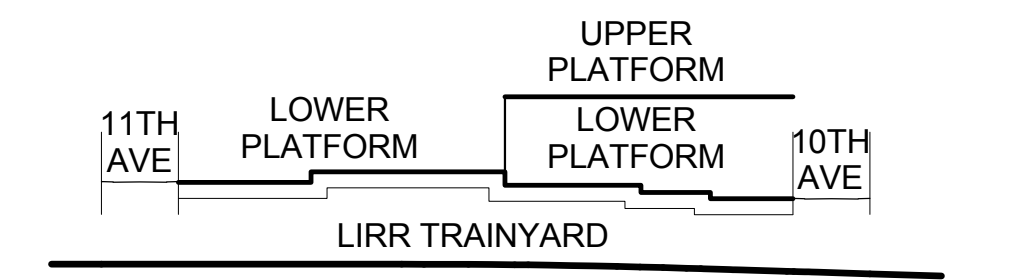 UPPER
PLATFORM
LOWER
PLATFORM
LOWER
PLATFORM
11TH
AVE
10TH
AVE
LIRR TRAINYARD